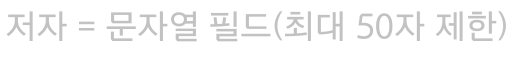 저자 = 문자열 필드(최대 50자 제한)